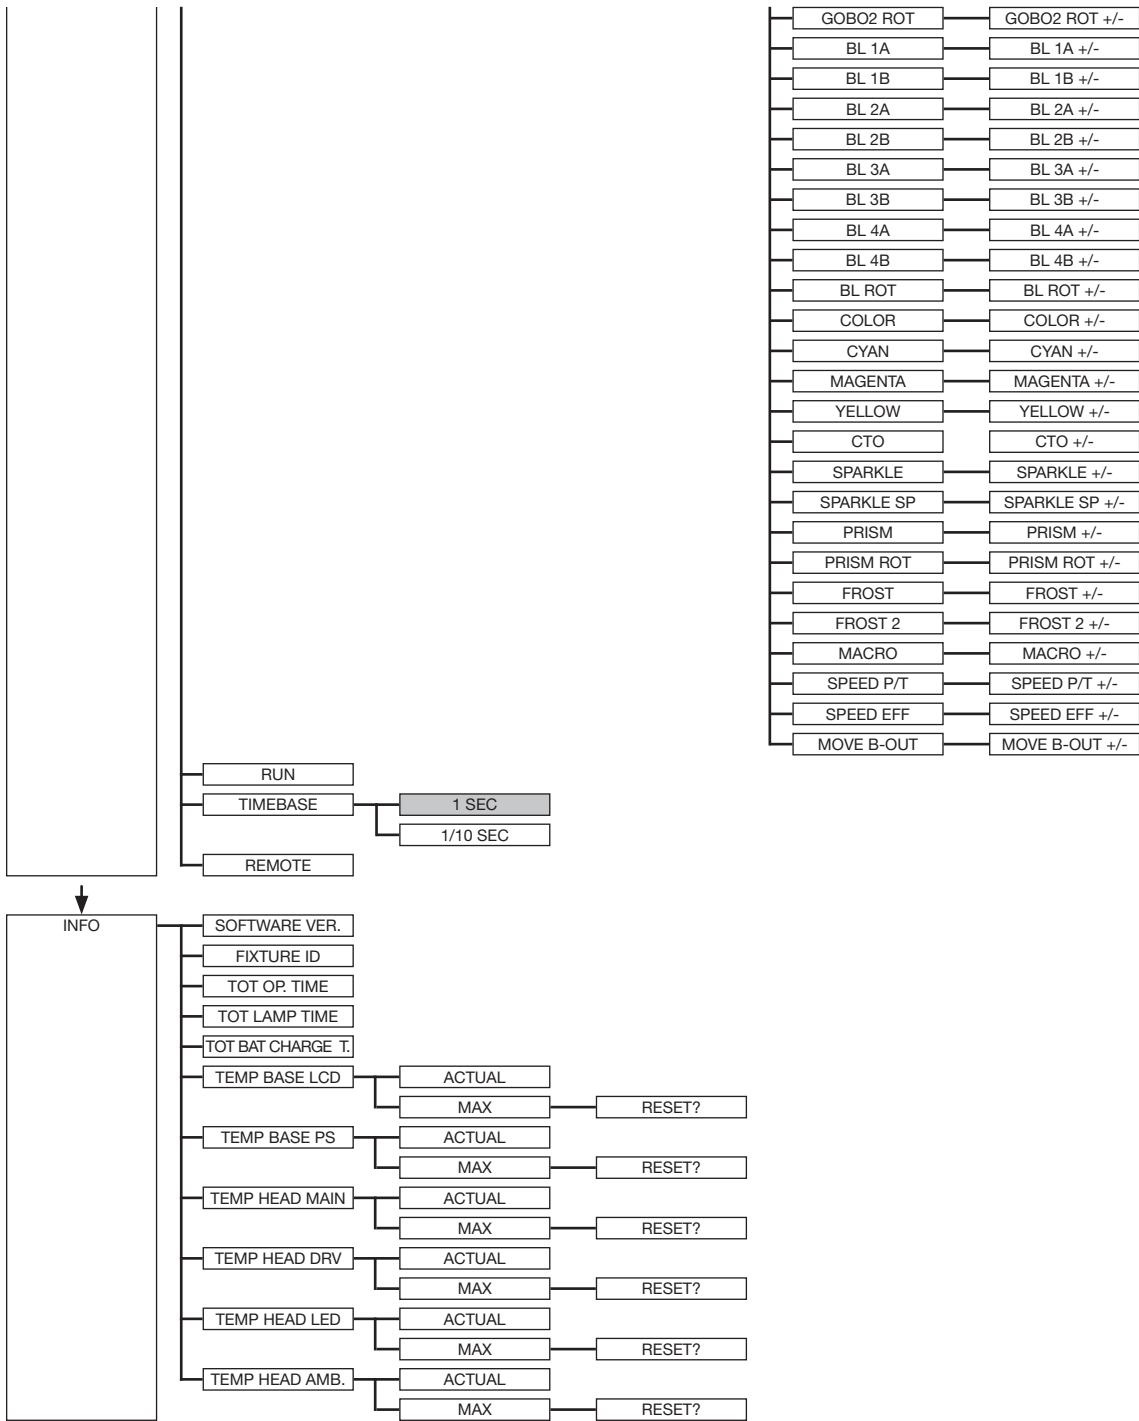 GOBO2 ROT GOBO2 ROT +/-
BL 1A BL 1A +/-
BL 1B BL 1B +/-
BL 2A BL 2A +/-
BL 2B BL 2B +/-
BL 3A BL 3A +/-
BL 3B BL 3B +/-
BL 4A BL 4A +/-
BL 4B BL 4B +/-
BL ROT BL ROT +/-
COLOR COLOR +/-
CYAN CYAN +/-
MAGENTA MAGENTA +/-
YELLOW YELLOW +/-
CTO CTO +/-
SPARKLE SPARKLE +/-
SPARKLE SP SPARKLE SP +/-
PRISM PRISM +/-
PRISM ROT PRISM ROT +/-
FROST FROST +/-
FROST 2 FROST 2 +/-
MACRO MACRO +/-
SPEED P/T SPEED P/T +/-
SPEED EFF SPEED EFF +/-
MOVE B-OUT MOVE B-OUT +/-
RUN
TIMEBASE 1 SEC
1/10 SEC
REMOTE
INFO SOFTWARE VER.
FIXTURE ID
TOT OP. TIME
TOT LAMP TIME
TOT BAT CHARGE T.
TEMP BASE LCD ACTUAL
MAX RESET?
TEMP BASE PS ACTUAL
MAX RESET?
TEMP HEAD MAIN ACTUAL
MAX RESET?
TEMP HEAD DRV ACTUAL
MAX RESET?
TEMP HEAD LED ACTUAL
MAX RESET?
TEMP HEAD AMB. ACTUAL
MAX RESET?